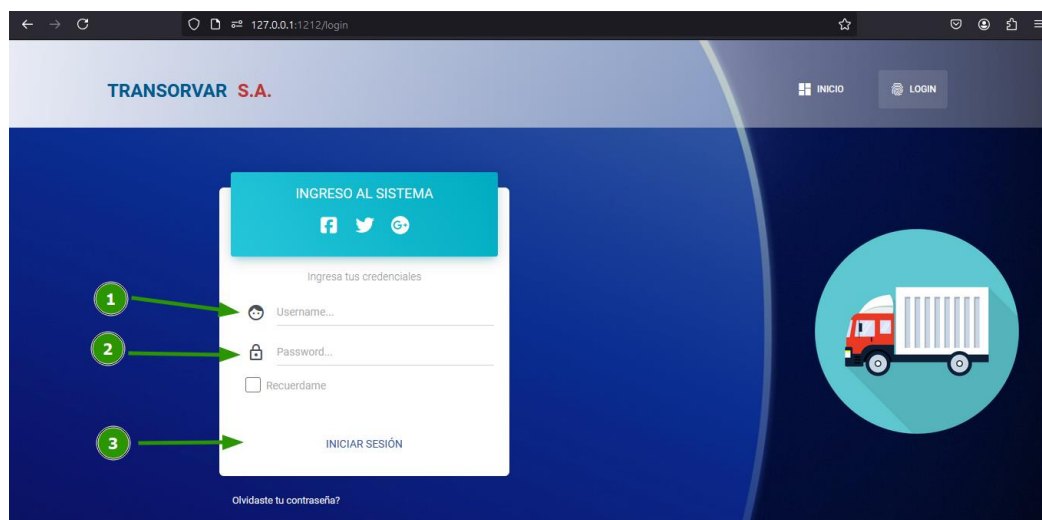 127.0.0.1:1212/login
TRANSORVAR S.A.
INICIO
LOGIN
INGRESO AL SISTEMA
G+
Ingresa tus credenciales
1
Username...
2
Password...
Recuerdame
3
INICIAR SESIÓN
Olvidaste tu contraseña?